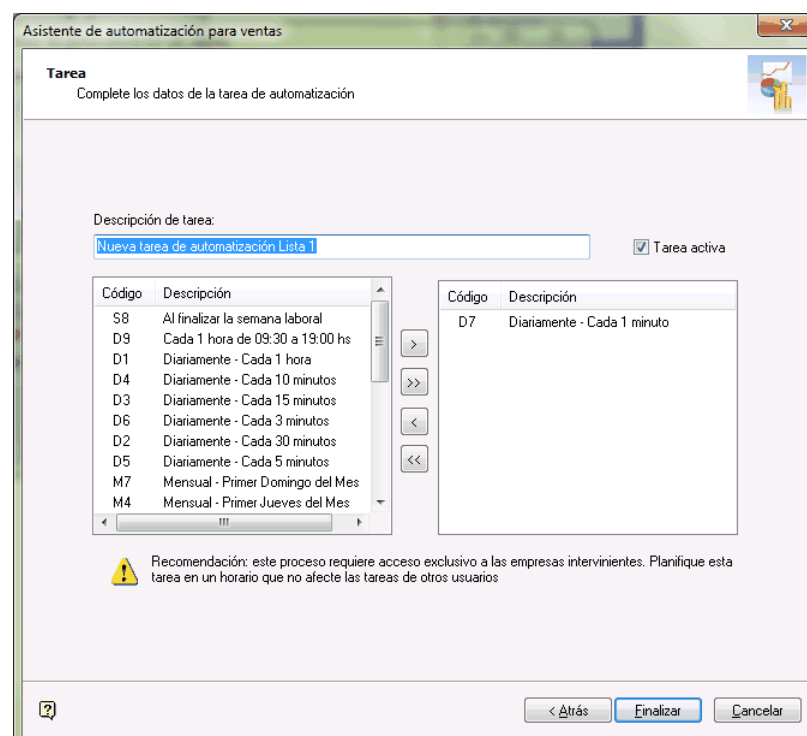 Asistente de automatización para ventas
Tarea
Complete los datos de la tarea de automatización
Descripción de tarea:
Nueva tarea de automatización Lista 1
Tarea activa
Código Descripción
S8 Al finalizar la semana laboral
D9 Cada 1 hora de 09:30 a 19:00 hs
D1 Diariamente - Cada 1 hora
D4 Diariamente - Cada 10 minutos
D3 Diariamente - Cada 15 minutos
D6 Diariamente - Cada 3 minutos
D2 Diariamente - Cada 30 minutos
D5 Diariamente - Cada 5 minutos
M7 Mensual - Primer Domingo del Mes
M4 Mensual - Primer Jueves del Mes
>
>>
<
<<
Código Descripción
D7 Diariamente - Cada 1 minuto
Recomendación: este proceso requiere acceso exclusivo a las empresas intervinientes. Planifique esta
tarea en un horario que no afecte las tareas de otros usuarios
< Atrás
Finalizar
Cancelar